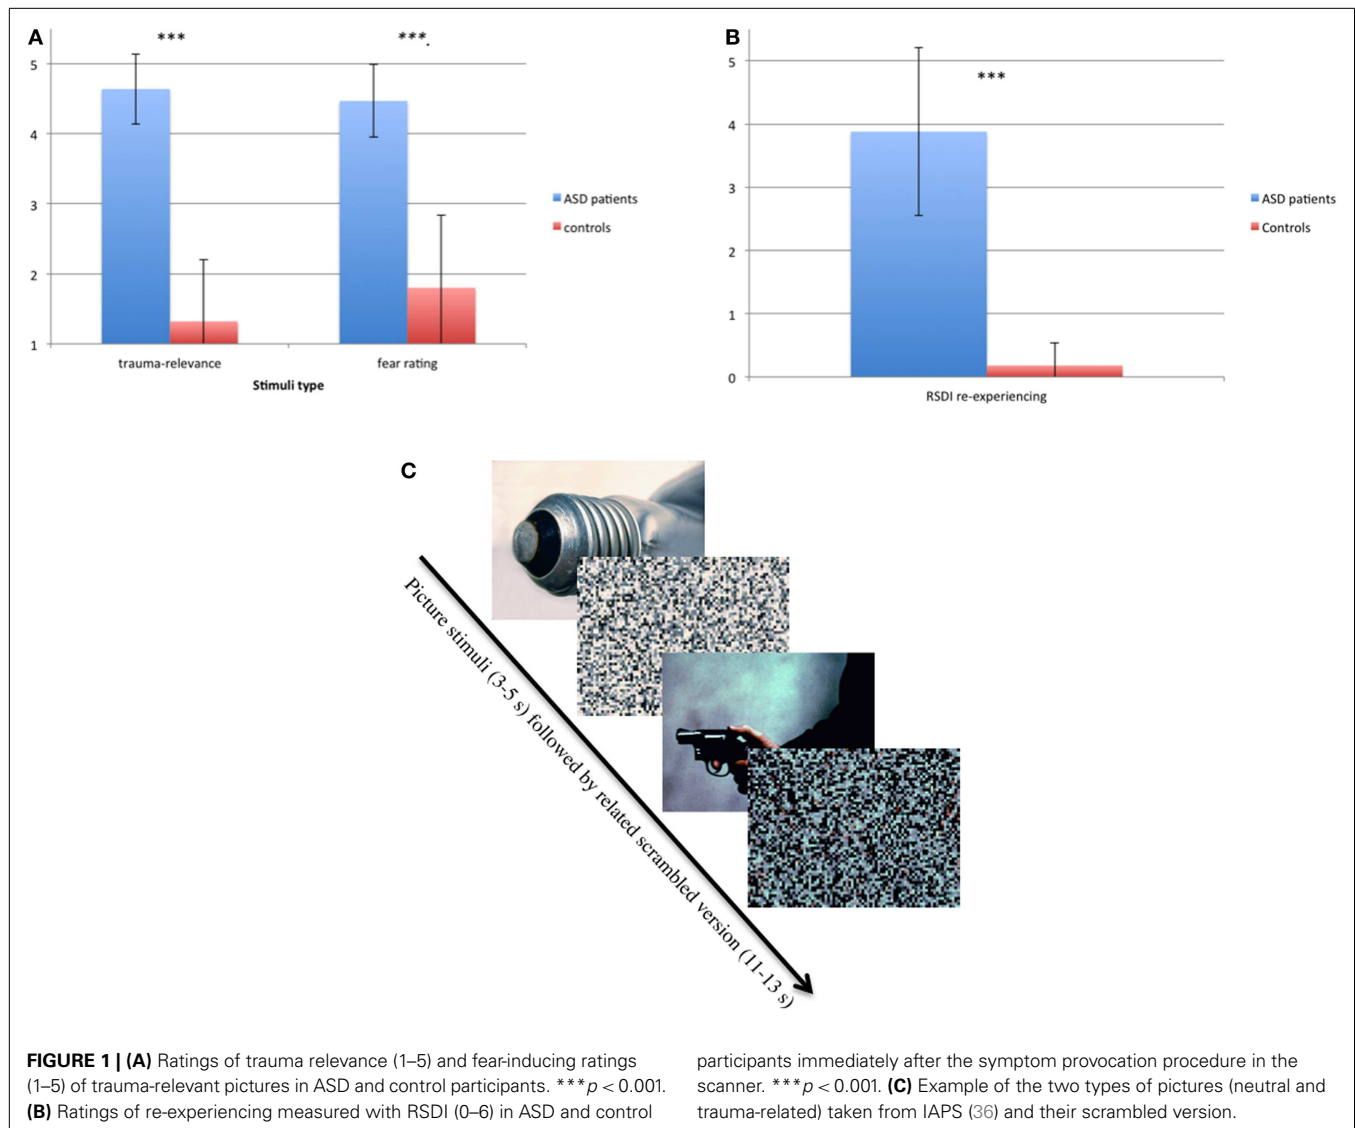 A
***
***.
5
4
3
2
1
trauma-relevance
fear rating
Stimuli type
ASD patients
controls
B
***
5
4
3
2
1
0
RSDI re-experiencing
ASD patients
Controls
C
Picture stimuli (3-5 s) followed by related scrambled version (11-13 s)
FIGURE 1 | (A) Ratings of trauma relevance (1–5) and fear-inducing ratings
(1–5) of trauma-relevant pictures in ASD and control participants. ***p < 0.001.
(B) Ratings of re-experiencing measured with RSDI (0–6) in ASD and control
participants immediately after the symptom provocation procedure in the
scanner. ***p < 0.001. (C) Example of the two types of pictures (neutral and
trauma-related) taken from IAPS (36) and their scrambled version.